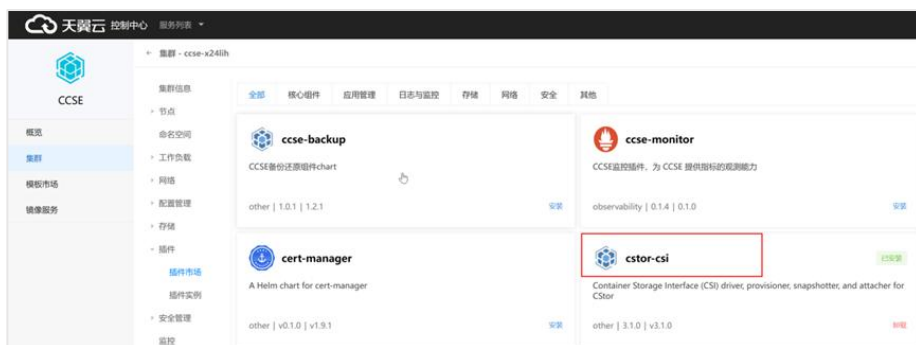 天翼云 控制中心 服务列表
CCSE
概览
集群
模板市场
镜像服务
← 集群 - ccse-x24lih
集群信息
节点
命名空间
工作负载
网络
配置管理
存储
插件
插件市场
插件实例
安全管理
监控
全部 核心组件 应用管理 日志与监控 存储 网络 安全 其他
ccse-backup
CCSE备份还原组件chart
other | 1.0.1 | 1.2.1 安装
ccse-monitor
CCSE监控插件，为 CCSE 提供指标的观测能力
observability | 0.1.4 | 0.1.0 安装
cert-manager
A Helm chart for cert-manager
other | v0.1.0 | v1.9.1 安装
cstor-csi 已安装
Container Storage Interface (CSI) driver, provisioner, snapshotter, and attacher for
CStor
other | 3.1.0 | v3.1.0 卸载